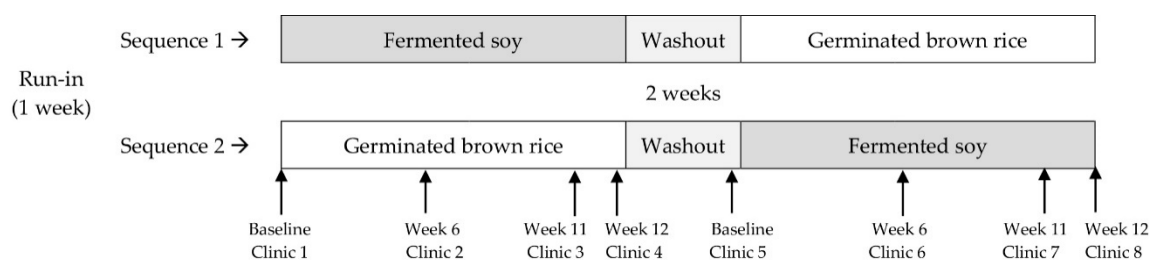 Sequence 1 →
Fermented soy
Washout
Germinated brown rice
Run-in
(1 week)
2 weeks
Sequence 2 →
Germinated brown rice
Washout
Fermented soy
Baseline
Clinic 1
Week 6
Clinic 2
Week 11
Clinic 3
Week 12
Clinic 4
Baseline
Clinic 5
Week 6
Clinic 6
Week 11
Clinic 7
Week 12
Clinic 8